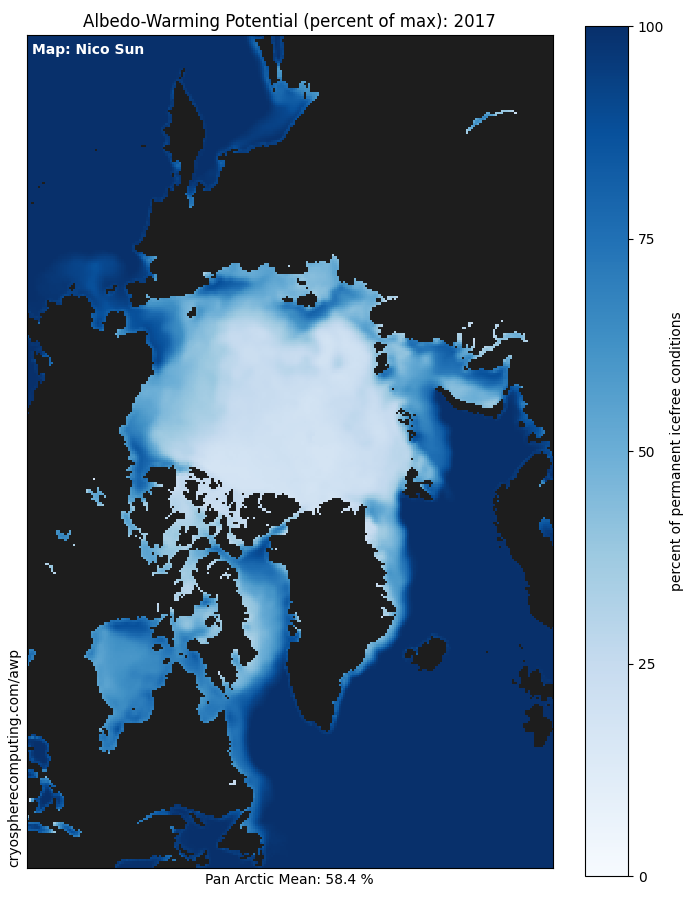 Albedo-Warming Potential (percent of max): 2017
Map: Nico Sun
100
75
50
25
0
percent of permanent icefree conditions
cryospherecomputing.com/awp
Pan Arctic Mean: 58.4 %